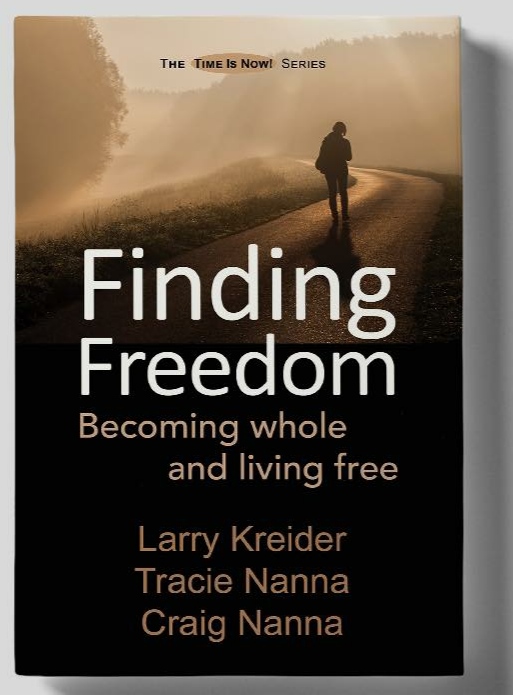 THE TIME IS NOW! SERIES
Finding
Freedom
Becoming whole
and living free
Larry Kreider
Tracie Nanna
Craig Nanna